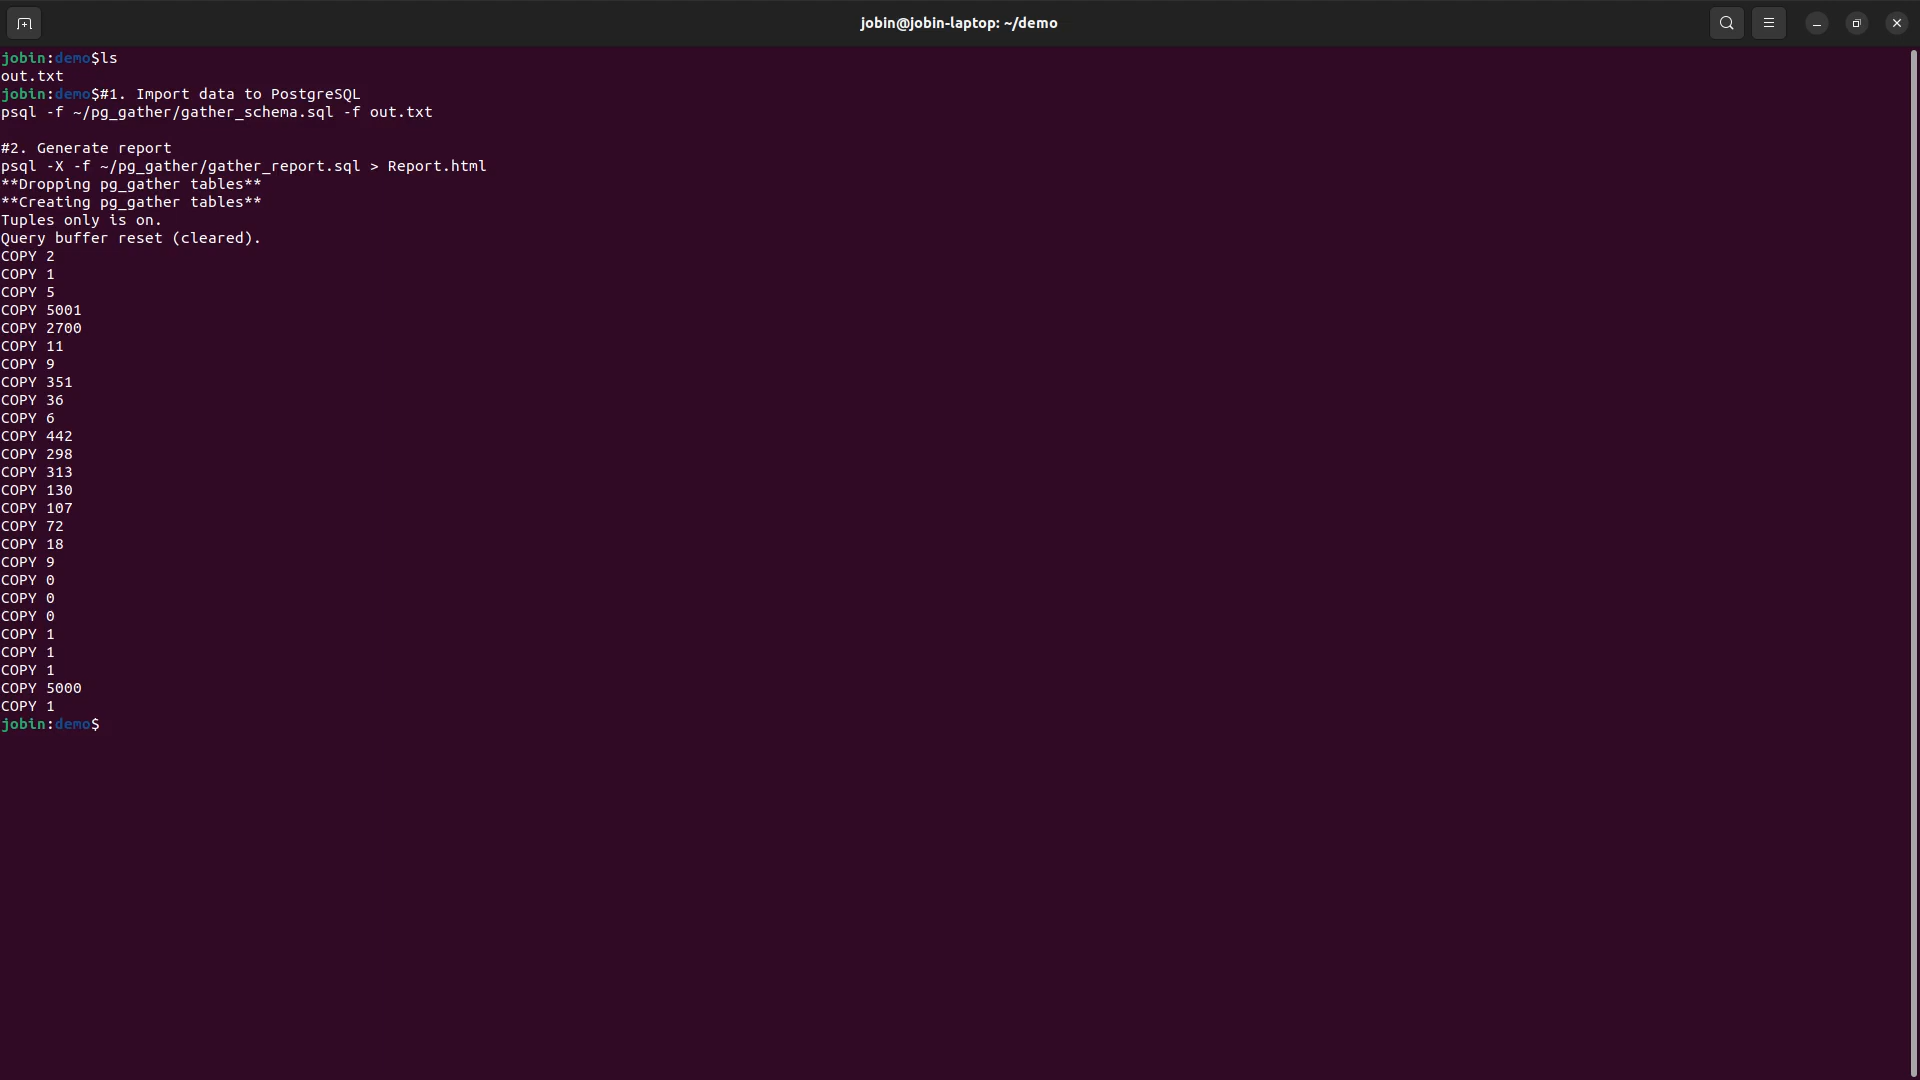 jobin@jobin-laptop: ~/demo
jobin:demo$ls
out.txt
jobin:demo$#1. Import data to PostgreSQL
psql -f ~/pg_gather/gather_schema.sql -f out.txt

#2. Generate report
psql -X -f ~/pg_gather/gather_report.sql > Report.html
**Dropping pg_gather tables**
**Creating pg_gather tables**
Tuples only is on.
Query buffer reset (cleared).
COPY 2
COPY 1
COPY 5
COPY 5001
COPY 2700
COPY 11
COPY 9
COPY 351
COPY 36
COPY 6
COPY 442
COPY 298
COPY 313
COPY 130
COPY 107
COPY 72
COPY 18
COPY 9
COPY 0
COPY 0
COPY 0
COPY 1
COPY 1
COPY 1
COPY 5000
COPY 1
jobin:demo$